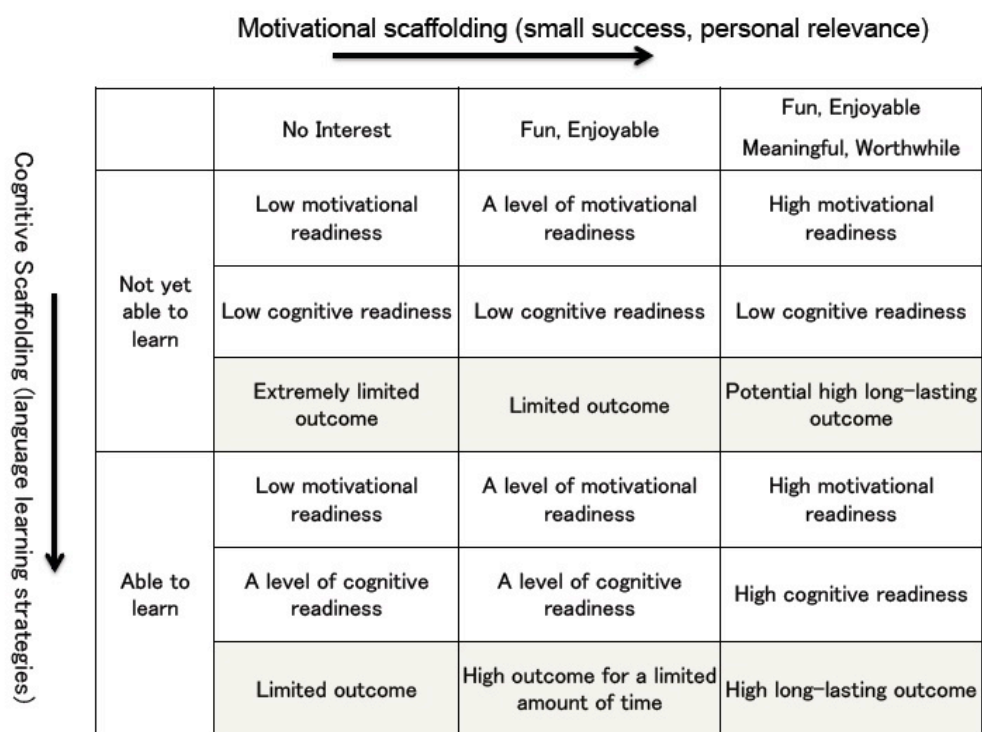 Motivational scaffolding (small success, personal relevance)
Cognitive Scaffolding (language learning strategies)
No Interest
Fun, Enjoyable
Fun, Enjoyable
Meaningful, Worthwhile
Not yet
able to
learn
Low motivational
readiness
A level of motivational
readiness
High motivational
readiness
Low cognitive readiness
Low cognitive readiness
Low cognitive readiness
Extremely limited
outcome
Limited outcome
Potential high long-lasting
outcome
Able to
learn
Low motivational
readiness
A level of motivational
readiness
High motivational
readiness
A level of cognitive
readiness
A level of cognitive
readiness
High cognitive readiness
Limited outcome
High outcome for a limited
amount of time
High long-lasting outcome